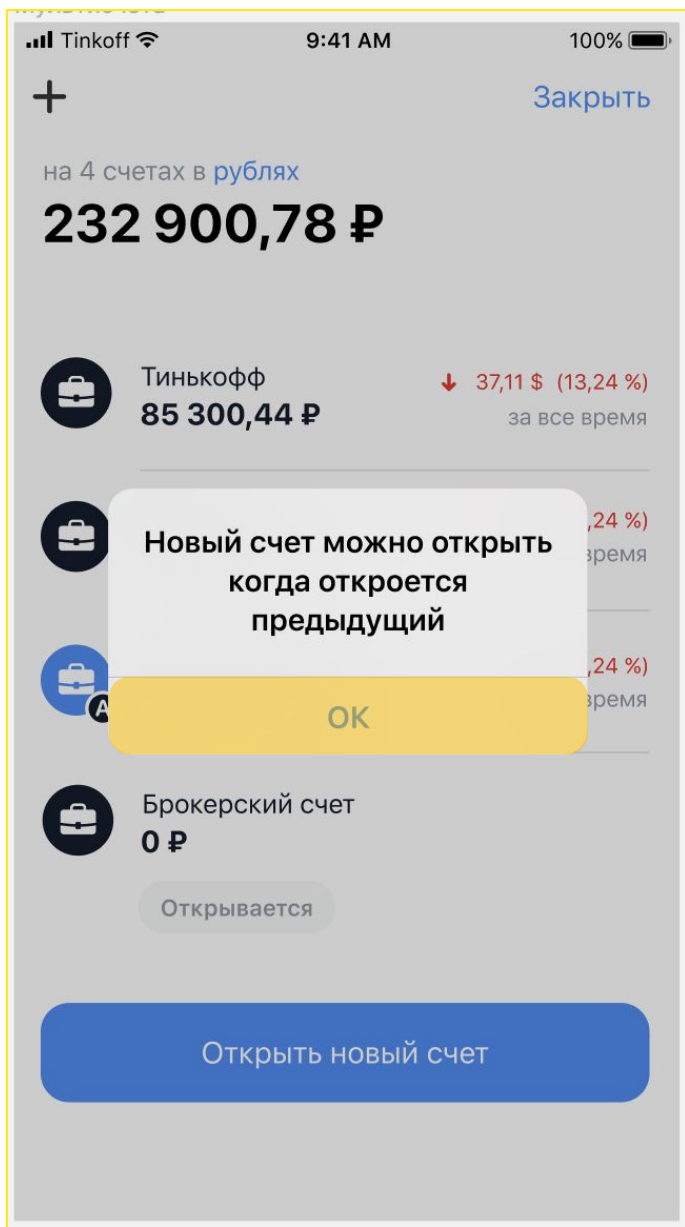 Tinkoff 9:41 AM 100%
+ Закрыть
на 4 счетах в рублях
232 900,78 ₽
Тинькофф ↓ 37,11 $ (13,24 %)
85 300,44 ₽ за все время
,24 %)
Новый счет можно открыть
когда откроется
предыдущий
,24 %)
A
ОК
Брокерский счет
0 ₽
Открывается
Открыть новый счет